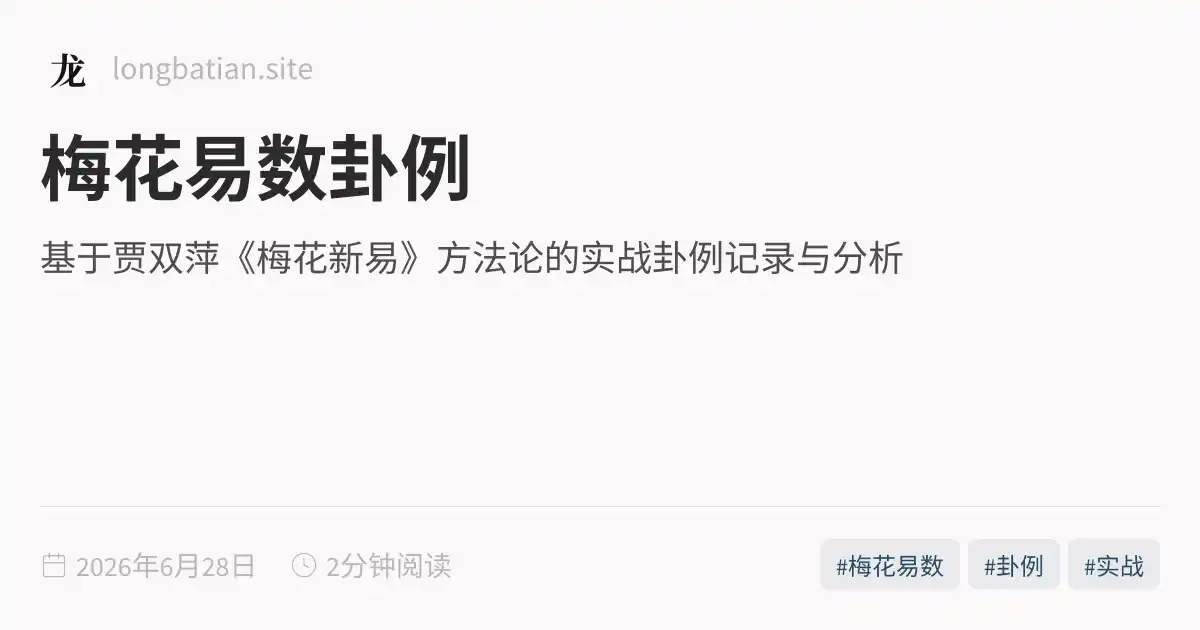 龙 longbatian.site
梅花易数卦例
基于贾双萍《梅花新易》方法论的实战卦例记录与分析
2026年6月28日 2分钟阅读 #梅花易数 #卦例 #实战